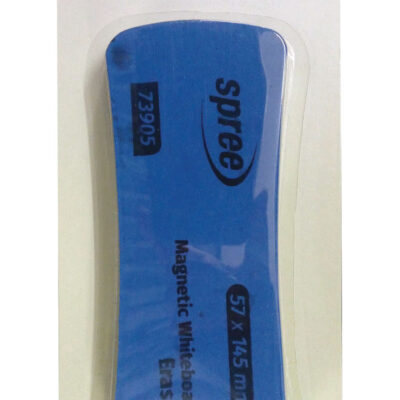 spree
73905
57 x 145 m
Magnetic Whiteboa
Eras